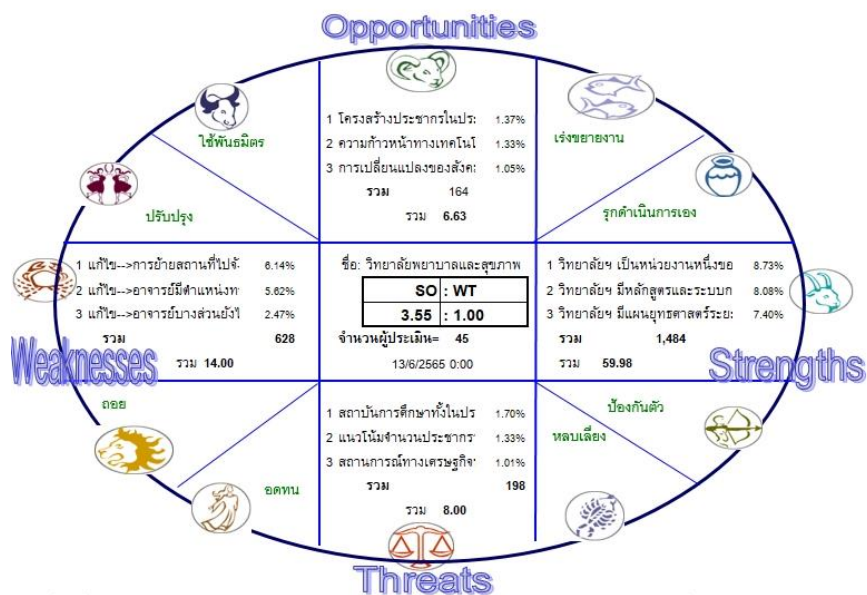 Opportunities
1 โครงสร้างประชากรในประ 1.37%
2 ความก้าวหน้าทางเทคโนโ 1.33%
3 การเปลี่ยนแปลงของสังคม 1.05%
รวม 164
รวม 6.63
ใช้พันธมิตร
เร่งขยายงาน
ปรับปรุง
รุกดำเนินการเอง
1 แก้ไข-->การย้ายสถานที่ไปจั 6.14%
2 แก้ไข-->อาจารย์มีตำแหน่งท 5.62%
3 แก้ไข-->อาจารย์บางส่วนยังไ 2.47%
รวม 628
รวม 14.00
Weaknesses
ชื่อ: วิทยาลัยพยาบาลและสุขภาพ
SO : WT
3.55 : 1.00
จำนวนผู้ประเมิน= 45
13/6/2565 0:00
1 วิทยาลัยฯ เป็นหน่วยงานหนึ่งขอ 8.73%
2 วิทยาลัยฯ มีหลักสูตรและระบบก 8.08%
3 วิทยาลัยฯ มีแผนยุทธศาสตร์ระยะ 7.40%
รวม 1,484
รวม 59.98
Strengths
ถอย
อดทน
1 สถาบันการศึกษาทั้งในปร 1.70%
2 แนวโน้มจำนวนประชากร 1.33%
3 สถานการณ์ทางเศรษฐกิจ 1.01%
รวม 198
รวม 8.00
ป้องกันตัว
หลบเลี่ยง
Threats